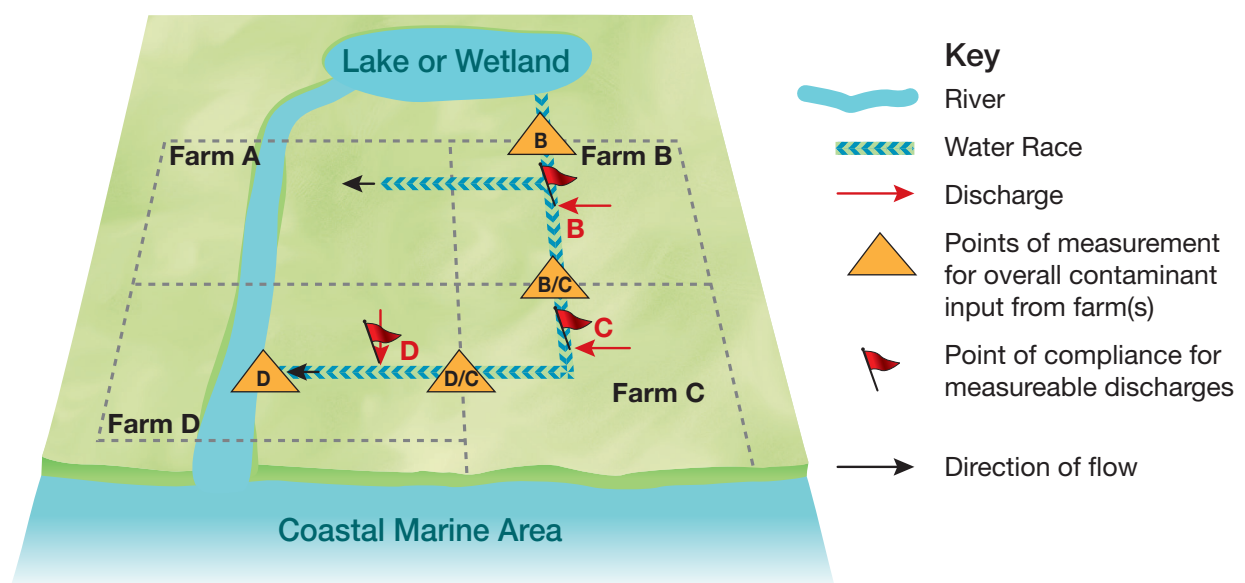 Lake or Wetland
B
Farm A
Farm B
B
B/C
C
D
D
D/C
Farm C
Farm D
Coastal Marine Area
Key
River
Water Race
Discharge
Points of measurement
for overall contaminant
input from farm(s)
Point of compliance for
measureable discharges
Direction of flow